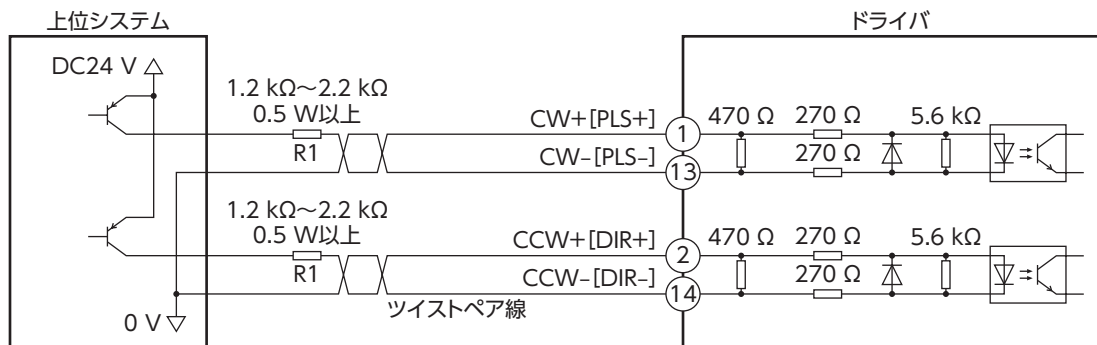 上位システム
ドライバ
DC24 V
1.2 kΩ~2.2 kΩ
0.5 W以上
R1
CW+[PLS+]
CW-[PLS-]
1
13
470 Ω
270 Ω
270 Ω
5.6 kΩ
1.2 kΩ~2.2 kΩ
0.5 W以上
R1
CCW+[DIR+]
CCW-[DIR-]
2
14
470 Ω
270 Ω
270 Ω
5.6 kΩ
ツイストペア線
0 V